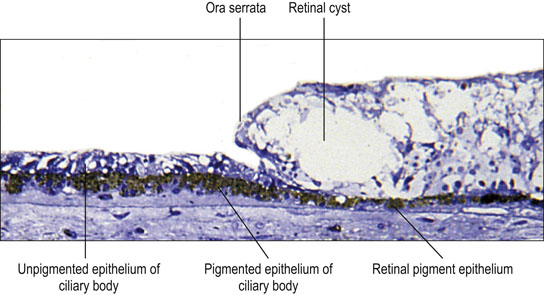 Ora serrata
Retinal cyst
Unpigmented epithelium of
ciliary body
Pigmented epithelium of
ciliary body
Retinal pigment epithelium